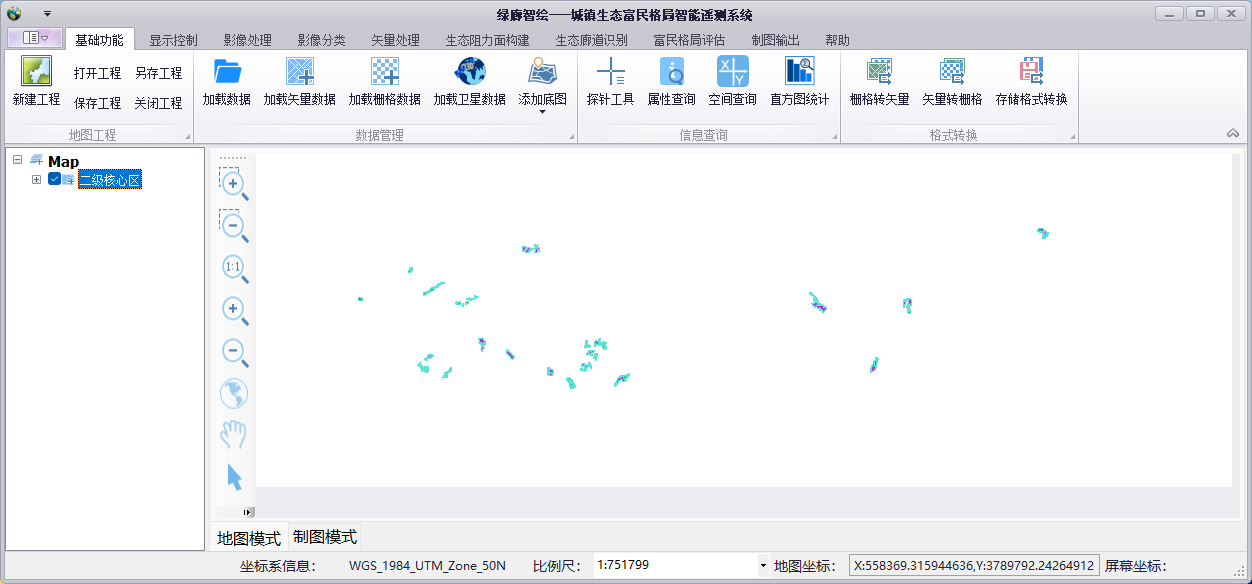 绿廊智绘——城镇生态富民格局智能遥测系统
基础功能 显示控制 影像处理 影像分类 矢量处理 生态阻力面构建 生态廊道识别 富民格局评估 制图输出 帮助
新建工程 打开工程 另存工程 保存工程 关闭工程
加载数据 加载矢量数据 加载栅格数据 加载卫星数据 添加底图
探针工具 属性查询 空间查询 直方图统计
栅格转矢量 矢量转栅格 存储格式转换
地图工程 数据管理 信息查询 格式转换
Map
二级核心区
1:1
地图模式 制图模式
坐标系信息: WGS_1984_UTM_Zone_50N 比例尺: 1:751799 地图坐标: X:558369.315944636,Y:3789792.24264912 屏幕坐标: